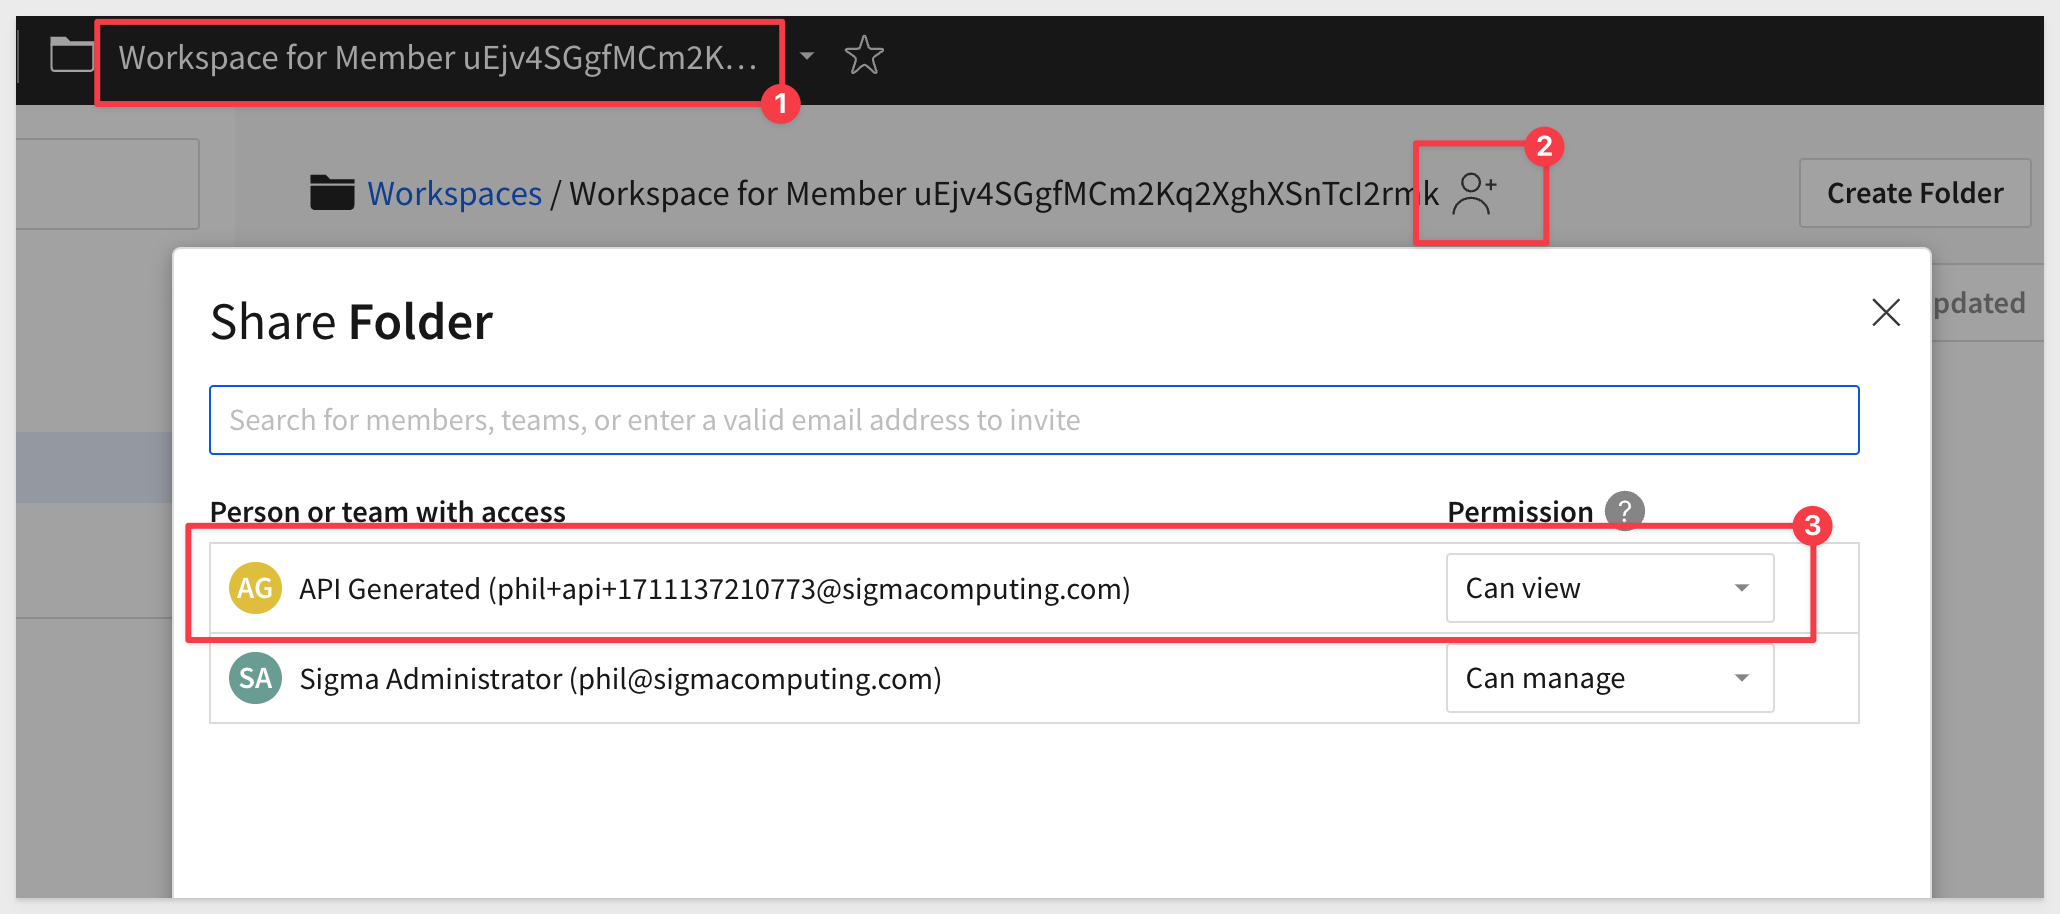 Workspace for Member uEjv4SGgfMCm2K...
1
2
Workspaces / Workspace for Member uEjv4SGgfMCm2Kq2XghXSnTcI2rmk
Create Folder
Share Folder
pdated
Search for members, teams, or enter a valid email address to invite
Person or team with access
Permission ?
3
AG API Generated (phil+api+1711137210773@sigmacomputing.com) Can view
SA Sigma Administrator (phil@sigmacomputing.com) Can manage